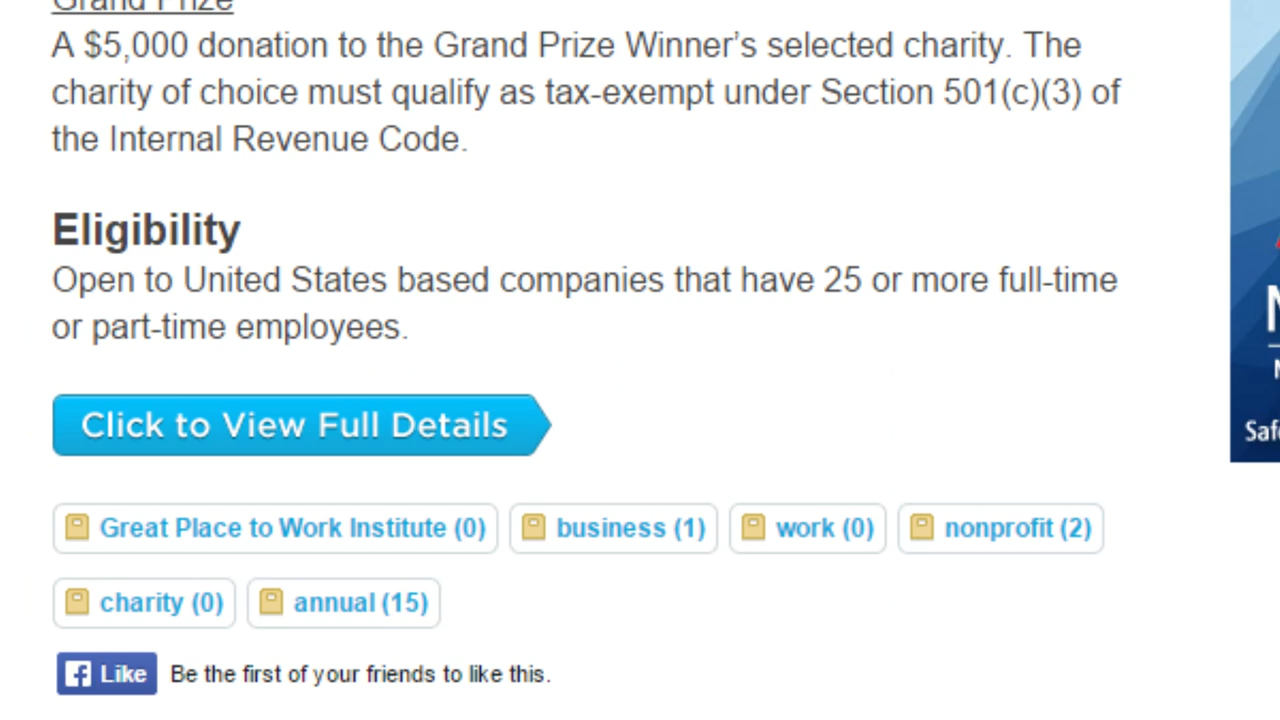 Grand Prize
A $5,000 donation to the Grand Prize Winner’s selected charity. The
charity of choice must qualify as tax-exempt under Section 501(c)(3) of
the Internal Revenue Code.
Eligibility
Open to United States based companies that have 25 or more full-time
or part-time employees.
Click to View Full Details
Great Place to Work Institute (0) business (1) work (0) nonprofit (2)
charity (0) annual (15)
Like Be the first of your friends to like this.